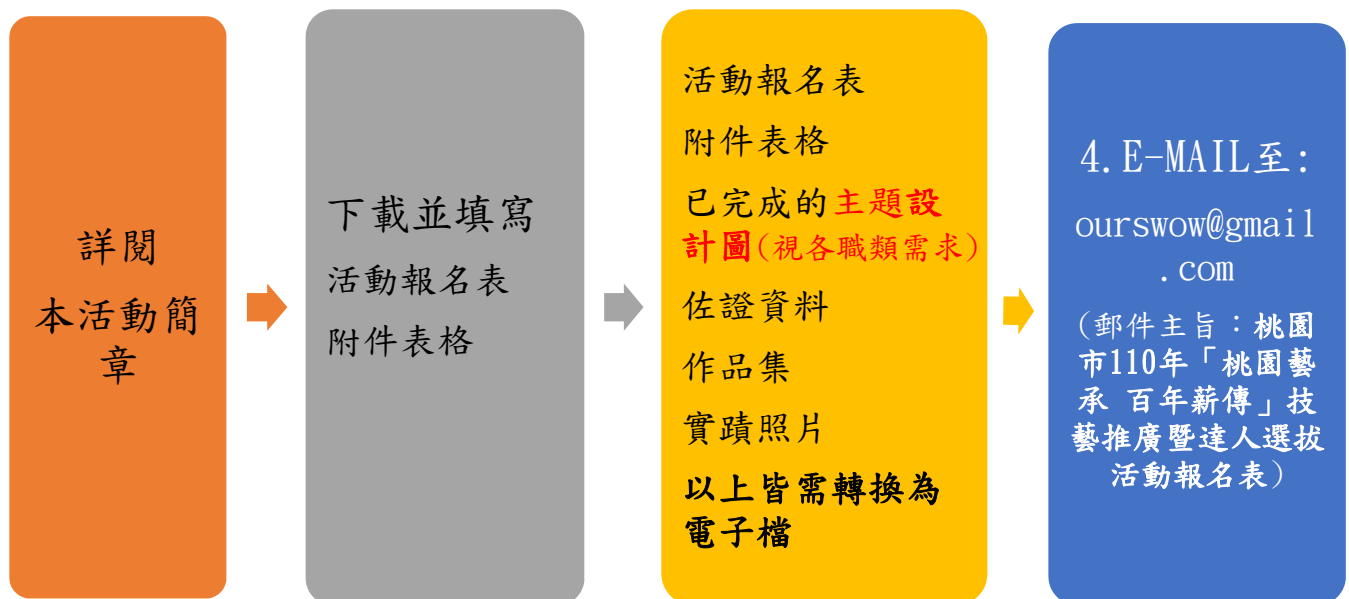 詳閱
本活動簡
章
下載並填寫
活動報名表
附件表格
活動報名表
附件表格
已完成的主題設
計圖(視各職類需求)
佐證資料
作品集
實蹟照片
以上皆需轉換為
電子檔
4.E-MAIL至:
ourswow@gmail
.com
(郵件主旨：桃園
市110年「桃園藝
承 百年薪傳」技
藝推廣暨達人選拔
活動報名表)